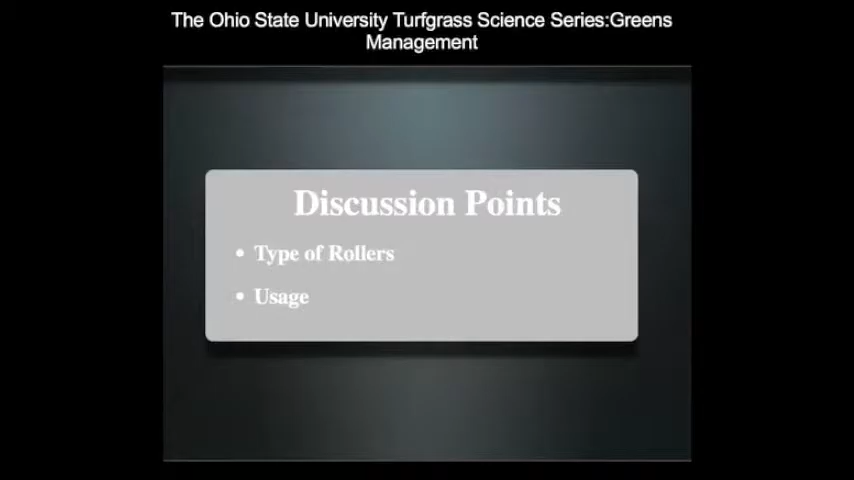 The Ohio State University Turfgrass Science Series:Greens
Management
Discussion Points
• Type of Rollers
• Usage